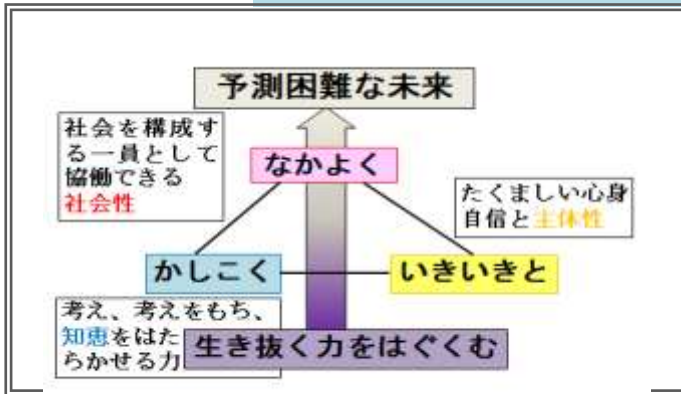 予測困難な未来
社会を構成す
る一員として
協働できる
社会性
なかよく
たくましい心身
自信と主体性
かしこく
いきいきと
考え、考えをもち、
知恵をはた
らかせる力
生き抜く力をはぐくむ